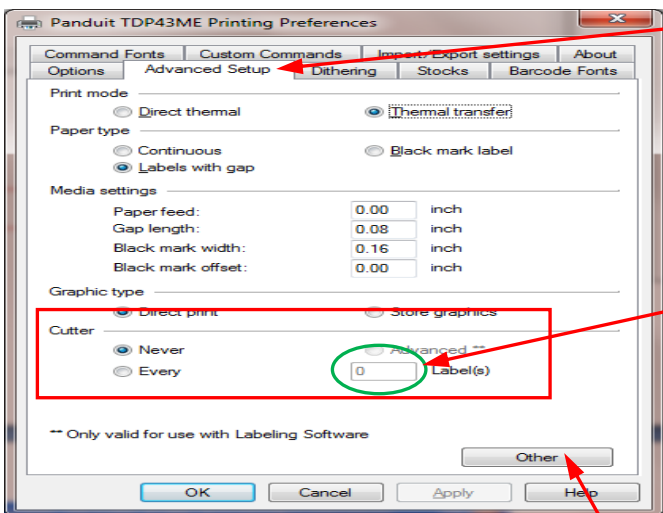 Panduit TDP43ME Printing Preferences
Command Fonts Custom Commands Import/Export settings About
Options Advanced Setup Dithering Stocks Barcode Fonts
Print mode
Direct thermal Thermal transfer
Paper type
Continuous Black mark label
Labels with gap
Media settings
Paper feed: 0.00 inch
Gap length: 0.08 inch
Black mark width: 0.16 inch
Black mark offset: 0.00 inch
Graphic type
Direct print Store graphics
Cutter
Never Advanced **
Every 0 Label(s)
** Only valid for use with Labeling Software
Other
OK Cancel Apply Help